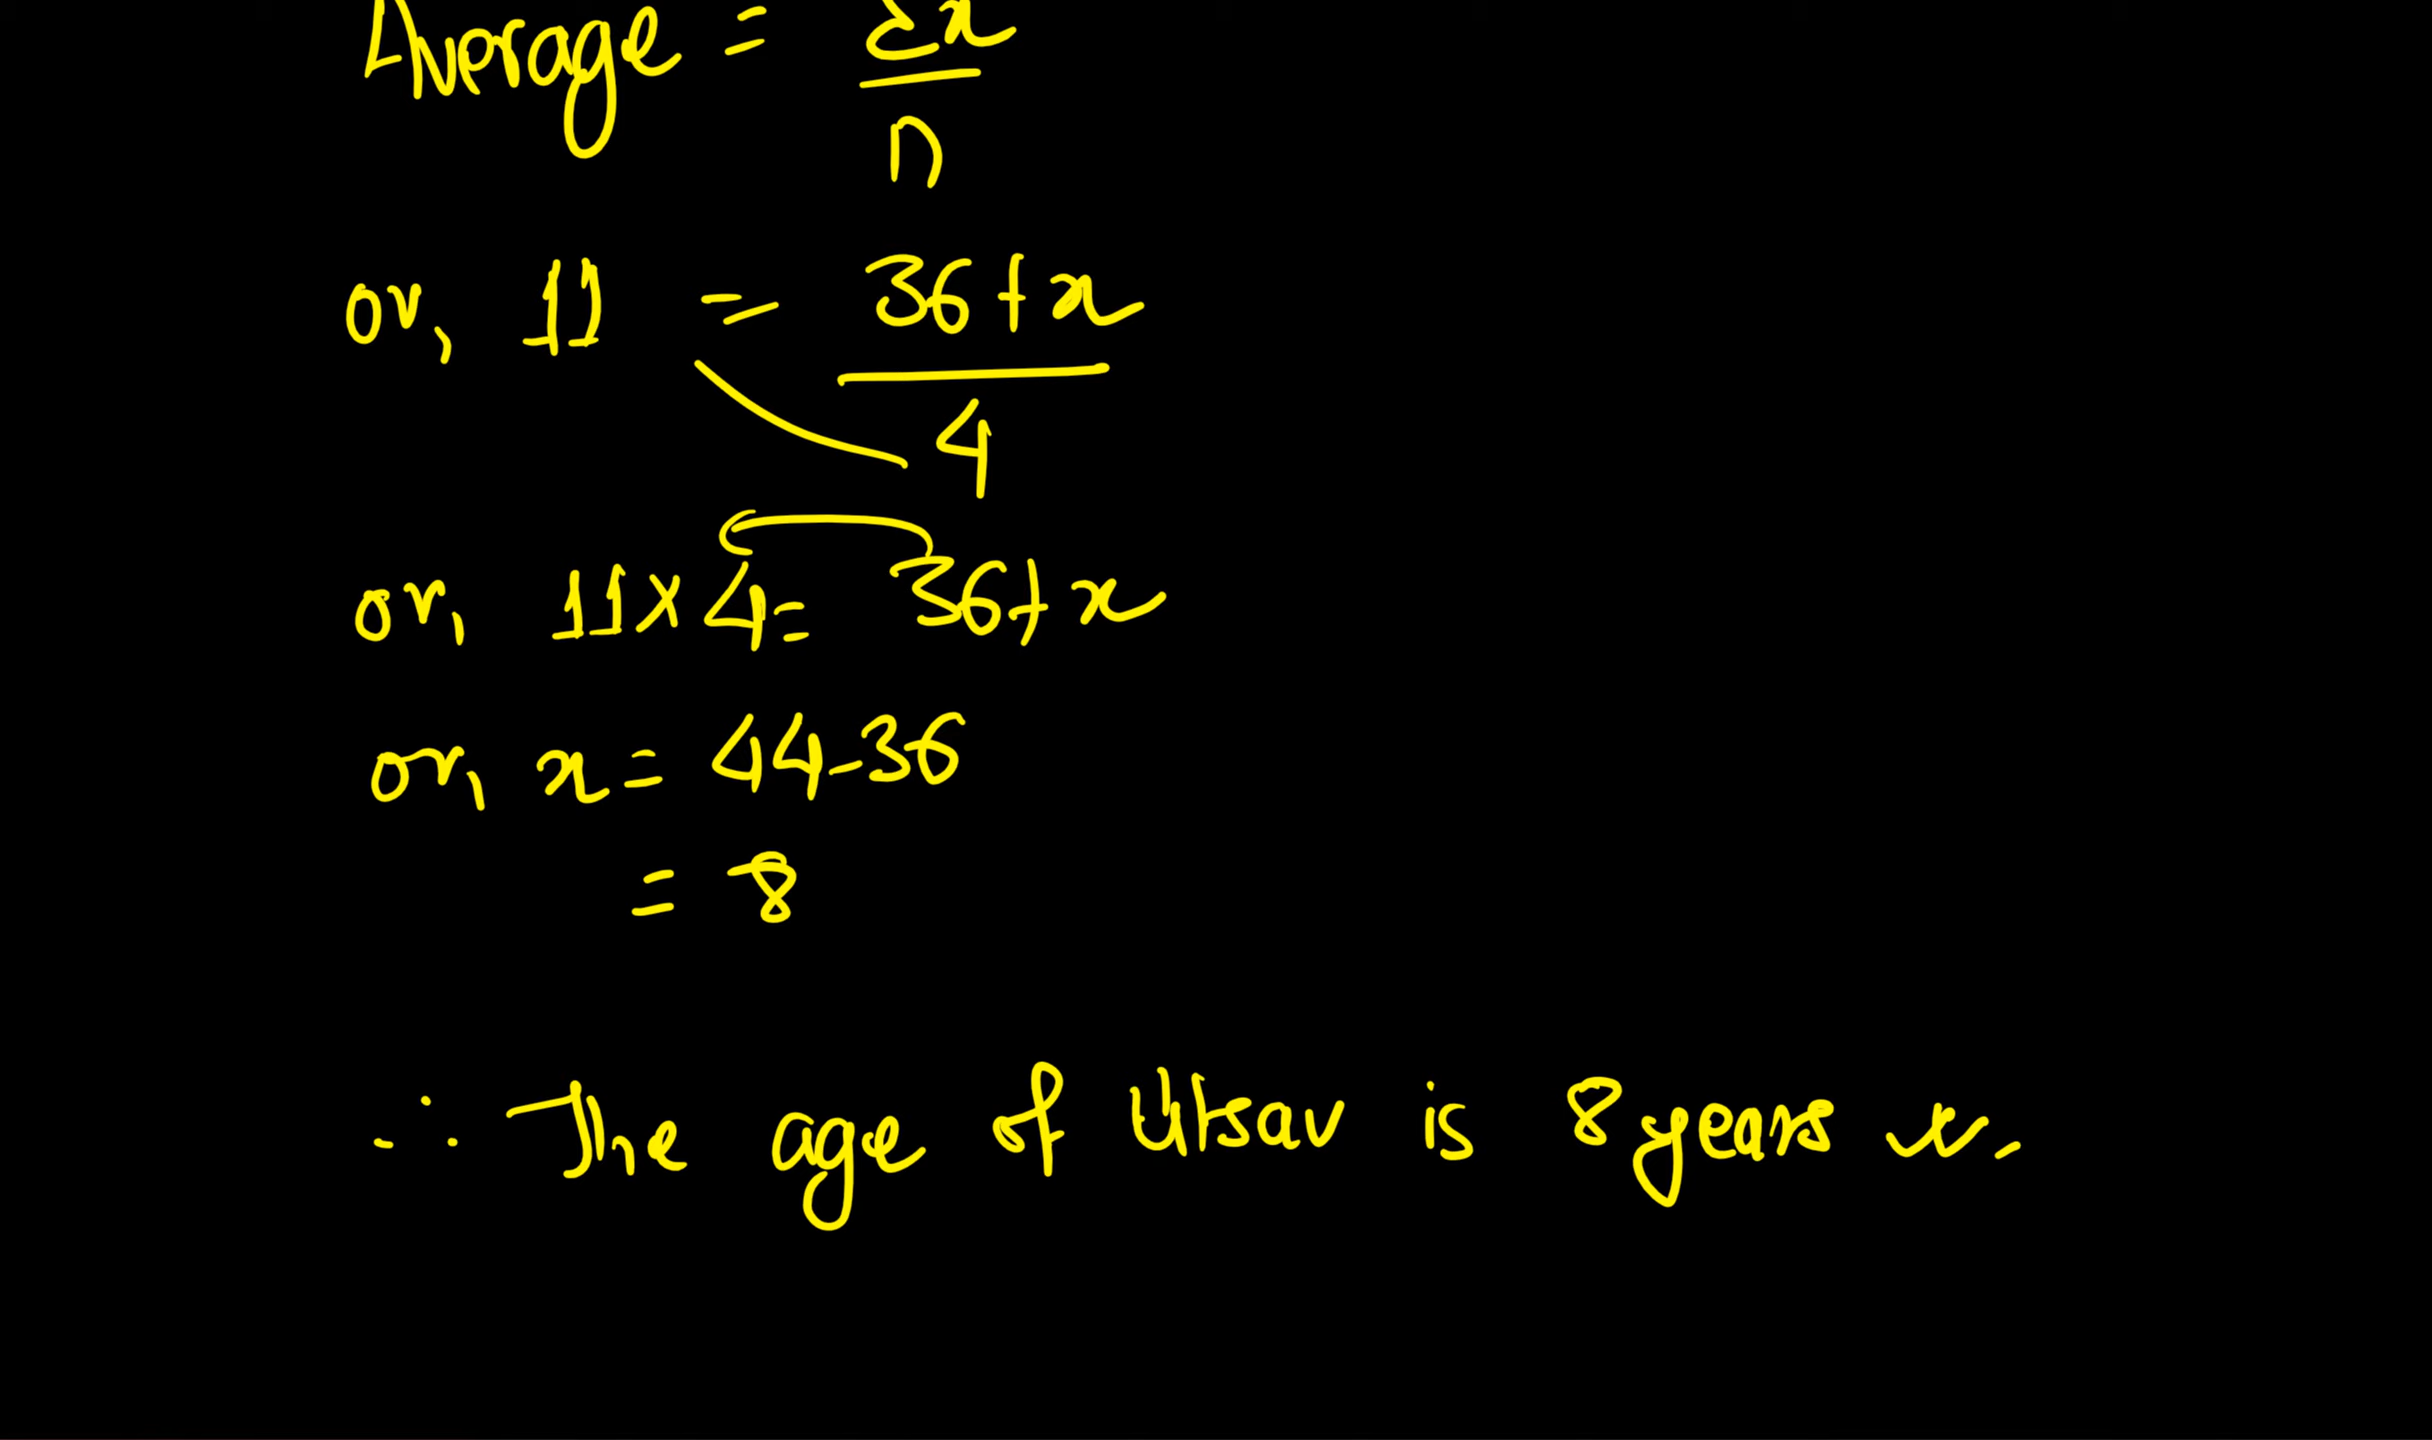 Average = Σx
n
or, 11 = 36+x
4
or, 11×4= 36+x
or, x = 44-36
= 8
∴ The age of Utsav is 8 years